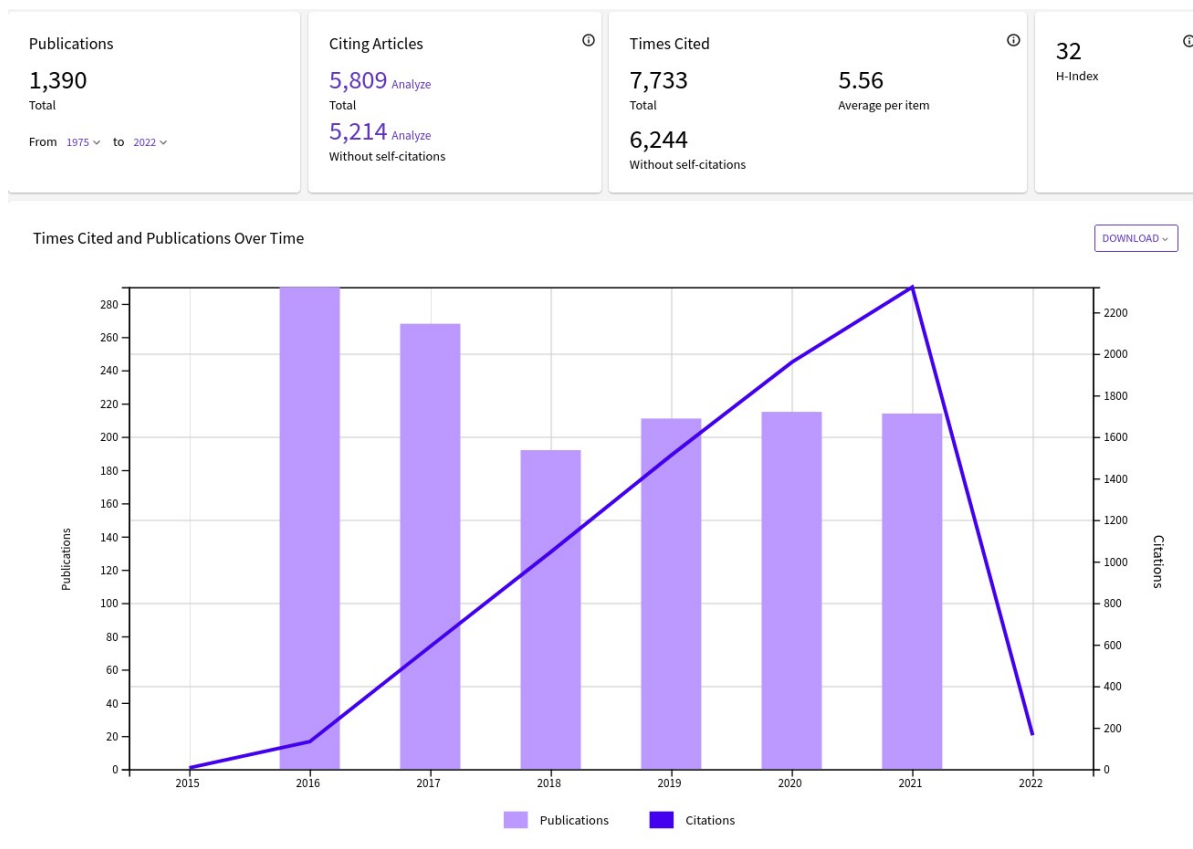 Publications
1,390
Total
From 1975 to 2022
Citing Articles
5,809 Analyze
Total
5,214 Analyze
Without self-citations
Times Cited
7,733
Total
6,244
Without self-citations
5.56
Average per item
32
H-Index
Times Cited and Publications Over Time
DOWNLOAD
Publications
280
260
240
220
200
180
160
140
120
100
80
60
40
20
0
2200
2000
1800
1600
1400
1200
1000
800
600
400
200
0
Citations
2015 2016 2017 2018 2019 2020 2021 2022
Publications Citations